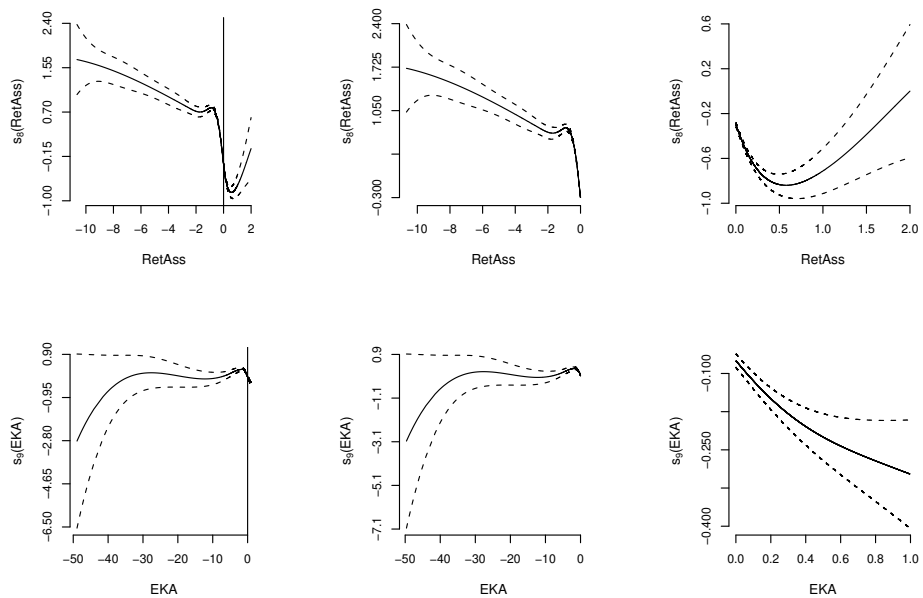 2.40
1.55
0.70
−0.15
−1.00
s8(RetAss)
−10 −8 −6 −4 −2 0 2
RetAss
2.400
1.725
1.050
−0.300
s8(RetAss)
−10 −8 −6 −4 −2 0
RetAss
0.6
0.2
−0.2
−0.6
−1.0
s8(RetAss)
0.0 0.5 1.0 1.5 2.0
RetAss
0.90
−0.95
−2.80
−4.65
−6.50
s9(EKA)
−50 −40 −30 −20 −10 0
EKA
0.9
−1.1
−3.1
−5.1
−7.1
s9(EKA)
−50 −40 −30 −20 −10 0
EKA
−0.100
−0.250
−0.400
s9(EKA)
0.0 0.2 0.4 0.6 0.8 1.0
EKA